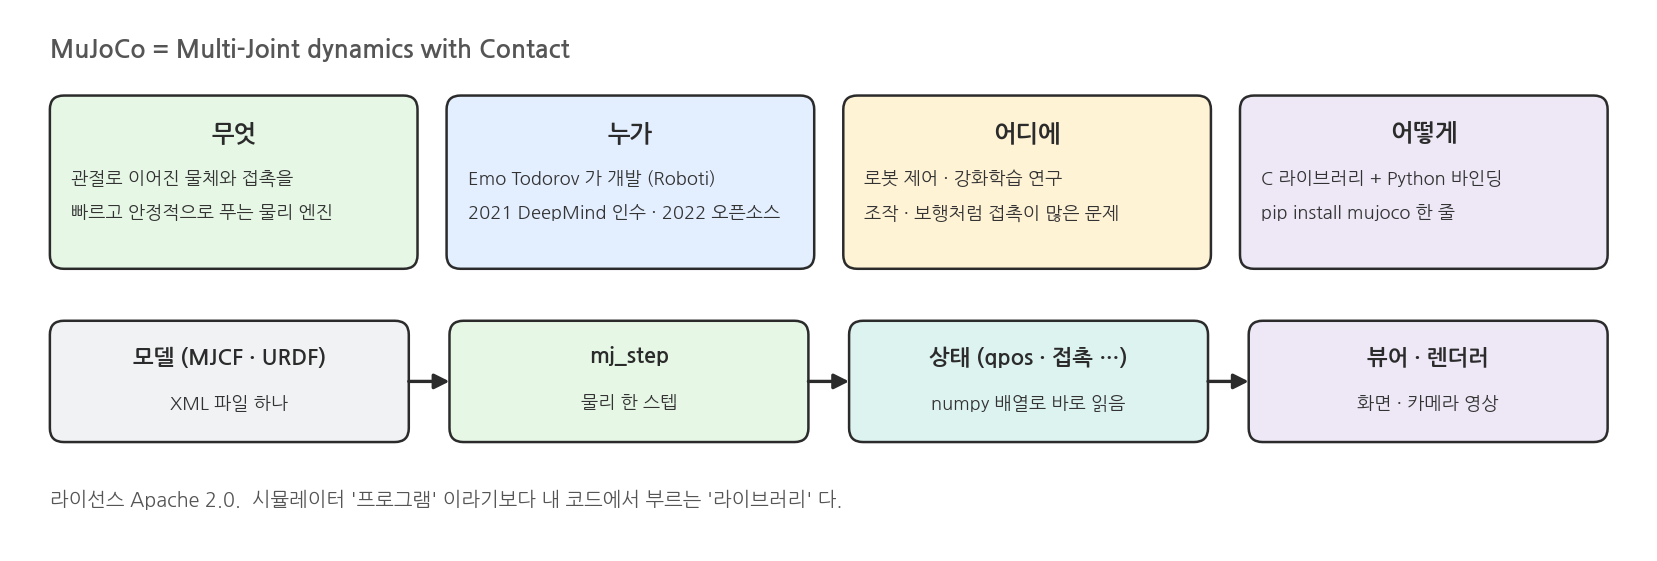 MuJoCo = Multi-Joint dynamics with Contact
무엇
관절로 이어진 물체와 접촉을
빠르고 안정적으로 푸는 물리 엔진
누가
Emo Todorov 가 개발 (Roboti)
2021 DeepMind 인수 · 2022 오픈소스
어디에
로봇 제어 · 강화학습 연구
조작 · 보행처럼 접촉이 많은 문제
어떻게
C 라이브러리 + Python 바인딩
pip install mujoco 한 줄
모델 (MJCF · URDF)
XML 파일 하나
mj_step
물리 한 스텝
상태 (qpos · 접촉 ···)
numpy 배열로 바로 읽음
뷰어 · 렌더러
화면 · 카메라 영상
라이선스 Apache 2.0. 시뮬레이터 '프로그램' 이라기보다 내 코드에서 부르는 '라이브러리' 다.